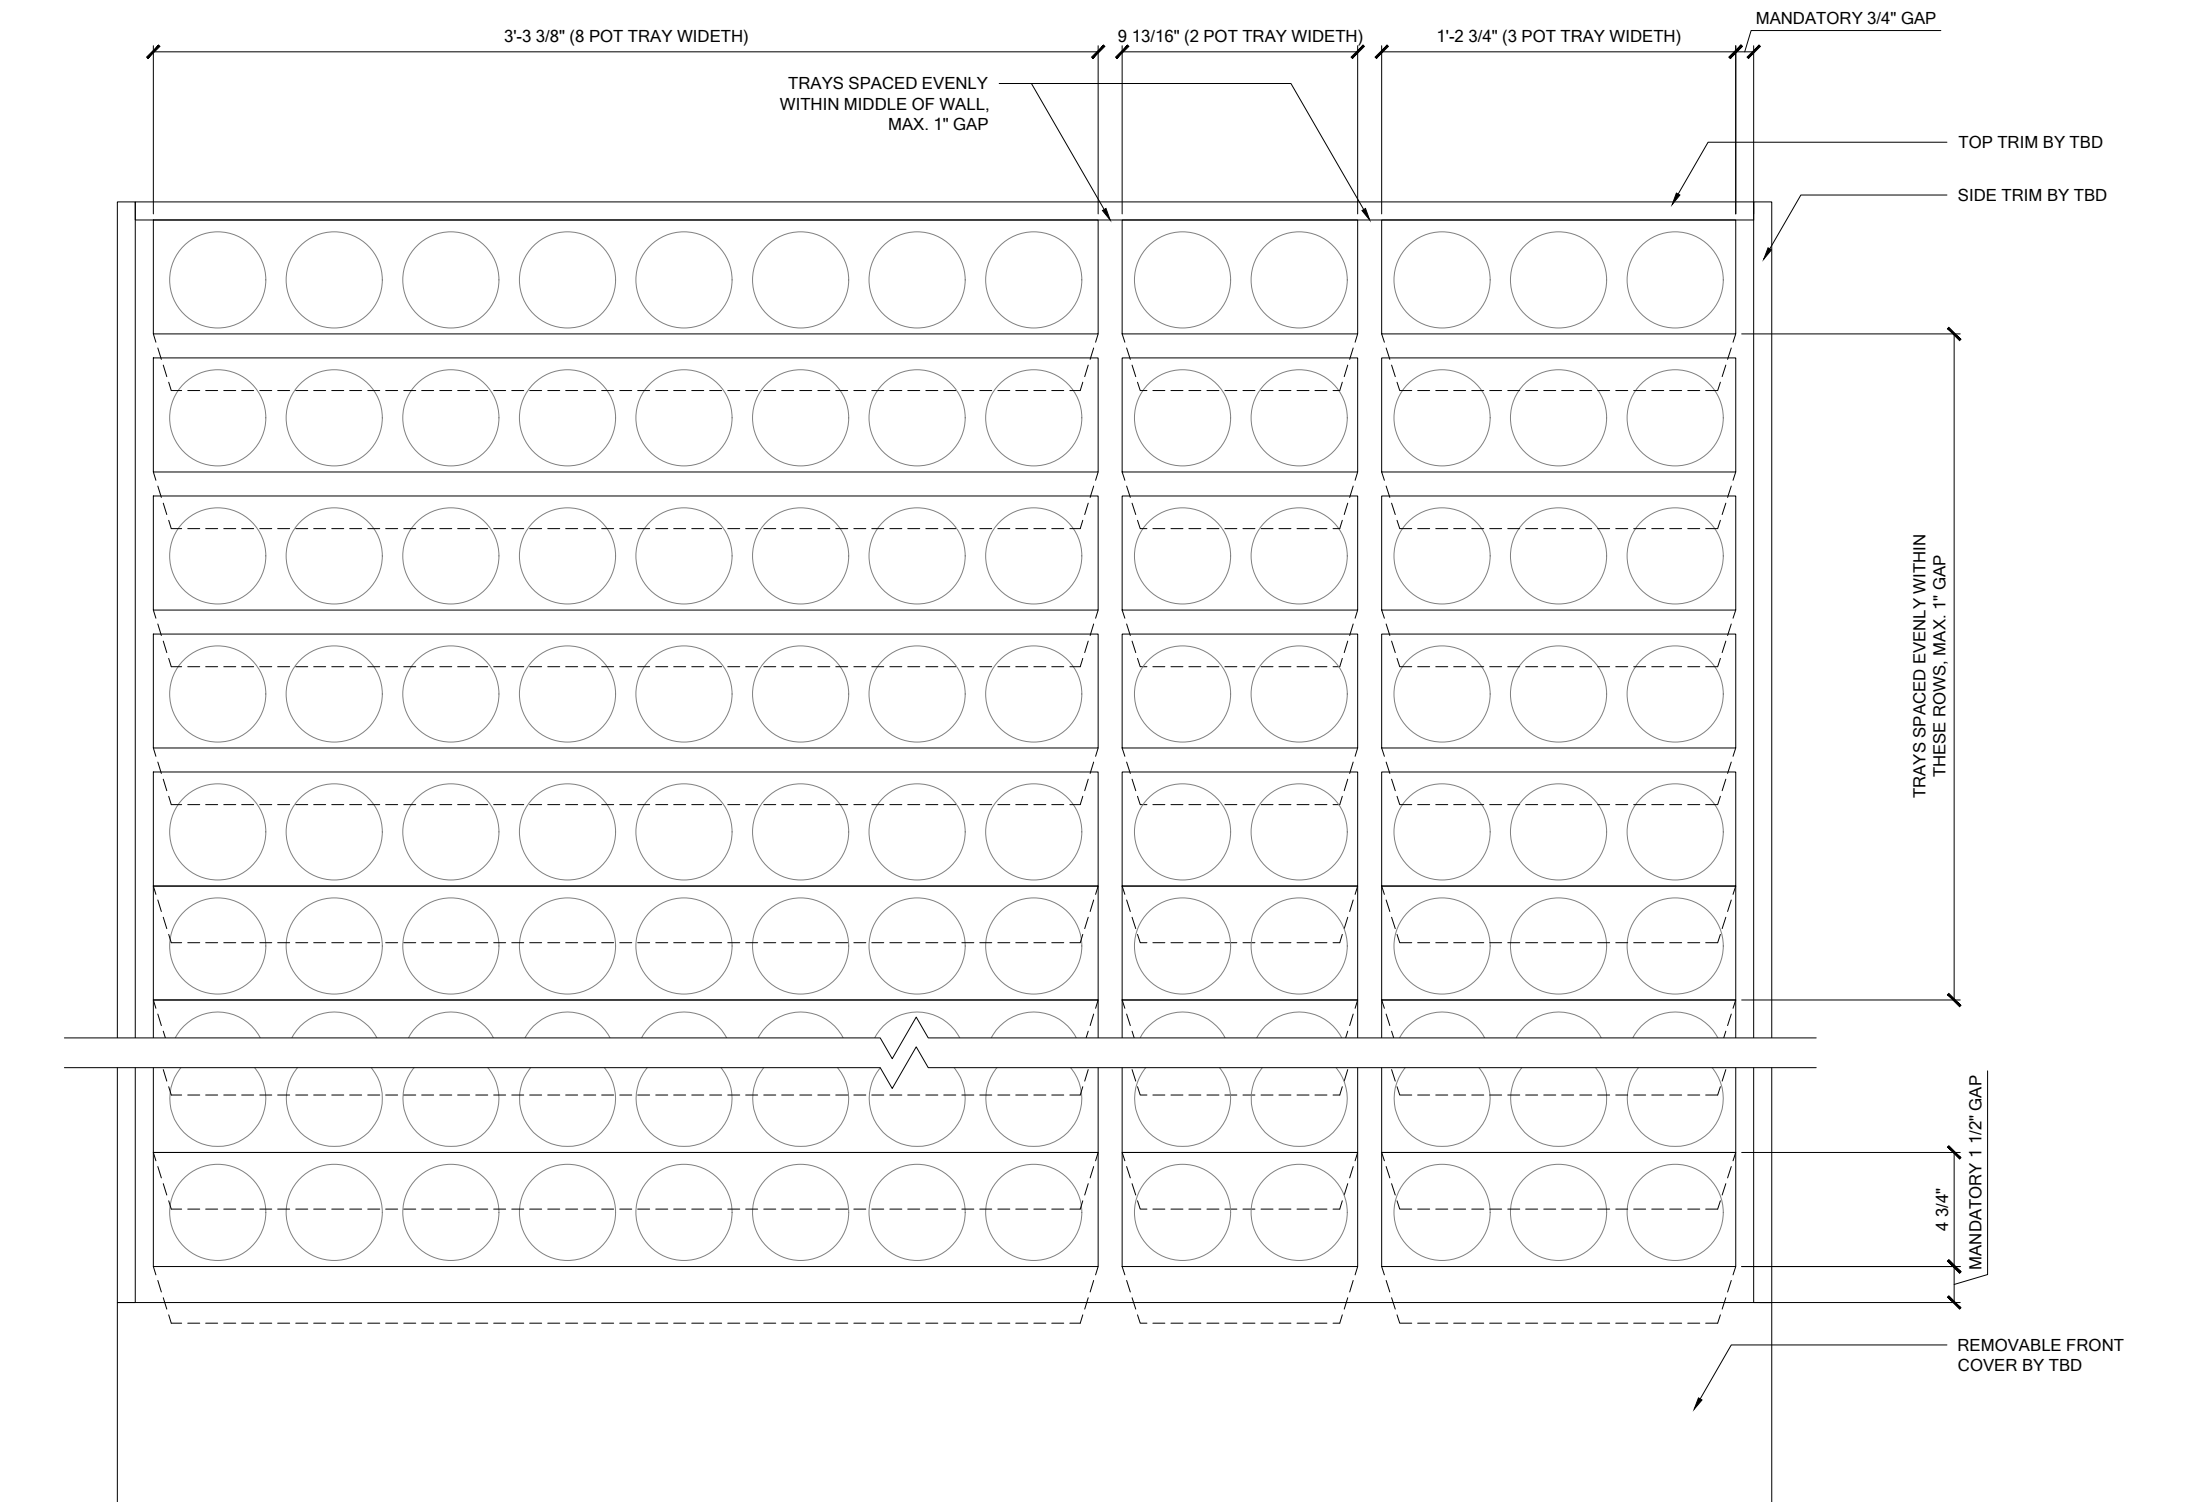 MANDATORY 3/4" GAP
3'-3 3/8" (8 POT TRAY WIDETH)
9 13/16" (2 POT TRAY WIDETH)
1'-2 3/4" (3 POT TRAY WIDETH)
TRAYS SPACED EVENLY
WITHIN MIDDLE OF WALL,
MAX. 1" GAP
TOP TRIM BY TBD
SIDE TRIM BY TBD
TRAYS SPACED EVENLY WITHIN
THESE ROWS, MAX. 1" GAP
4 3/4"
MANDATORY 1 1/2" GAP
REMOVABLE FRONT
COVER BY TBD